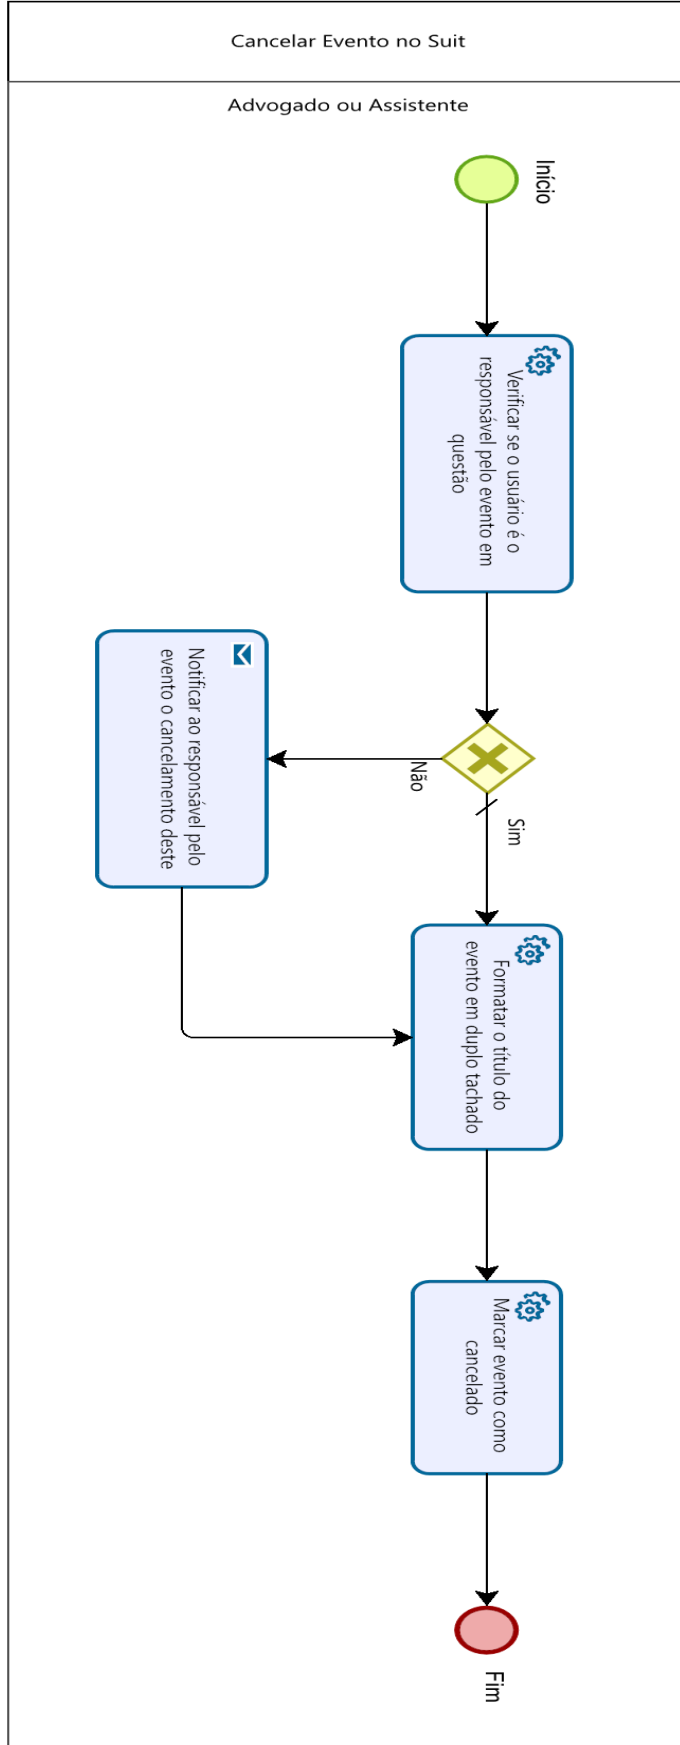 Cancelar Evento no Suit
Advogado ou Assistente
Início
Verificar se o usuário é o
responsável pelo evento em
questão
Não
Sim
Notificar ao responsável pelo
evento o cancelamento deste
Formatar o título do
evento em duplo tachado
Marcar evento como
cancelado
Fim